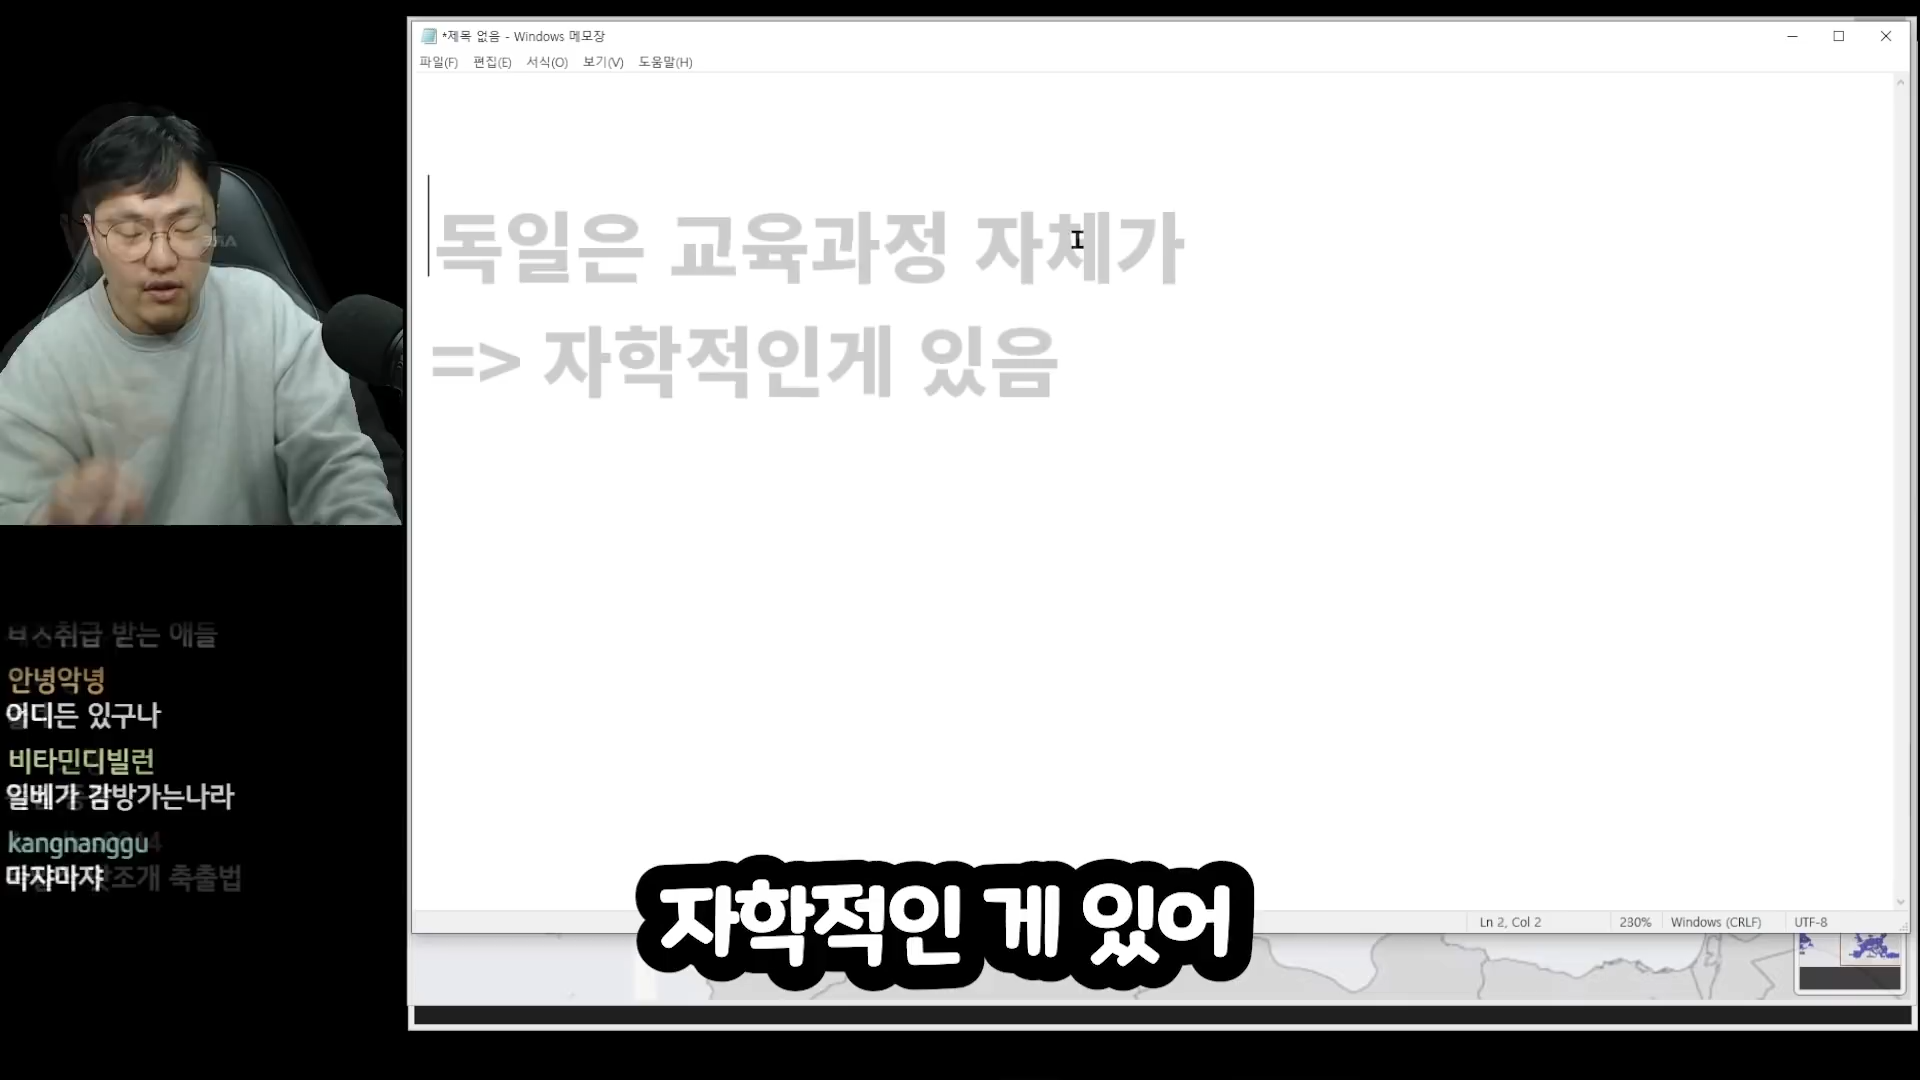 *제목 없음 - Windows 메모장
파일(F) 편집(E) 서식(O) 보기(V) 도움말(H)
독일은 교육과정 자체가
=> 자학적인게 있음
취급 받는 애들
안녕악녕
어디든 있구나
비타민디빌런
일베가 감방가는나라
kangnanggu
마쟈마쟈
조개 축출법
자학적인 게 있어
Ln 2, Col 2
230%
Windows (CRLF)
UTF-8